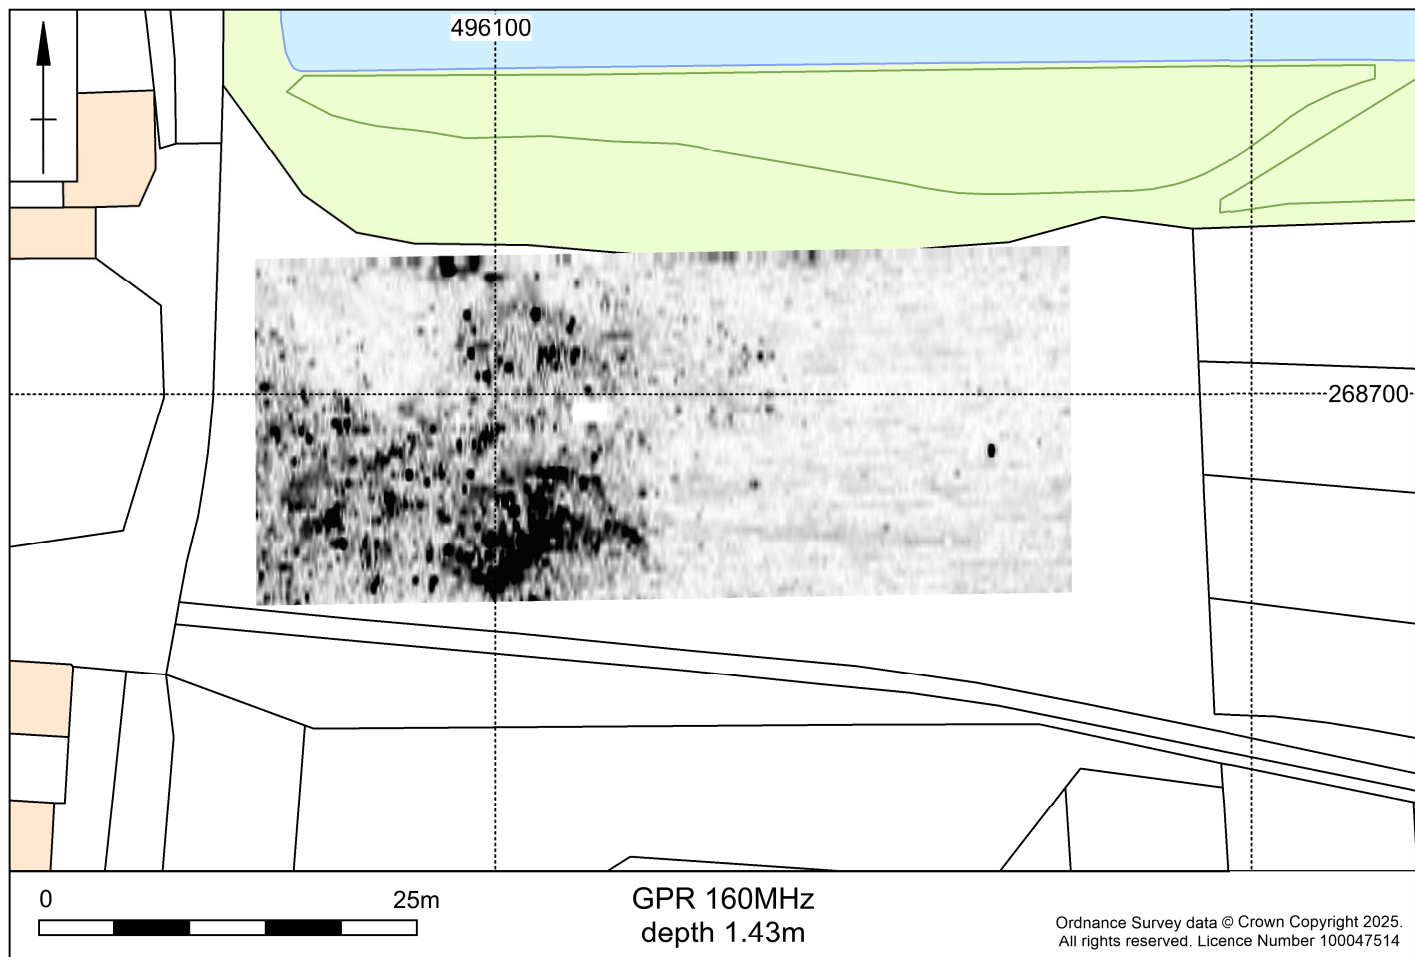 496100
268700
0 25m
GPR 160MHz
depth 1.43m
Ordnance Survey data © Crown Copyright 2025.
All rights reserved. Licence Number 100047514